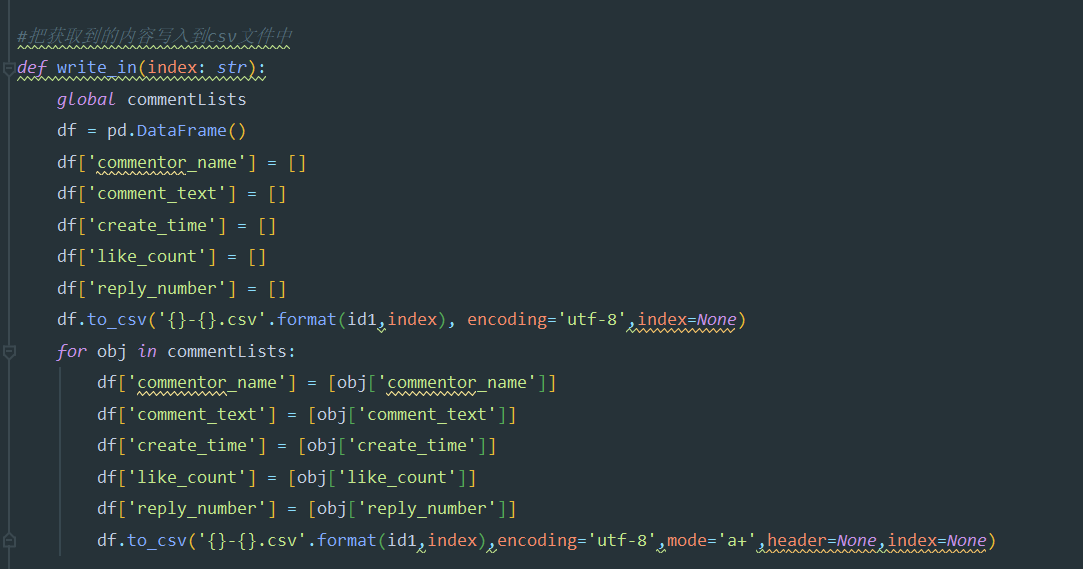 #把获取到的内容写入到csv文件中
def write_in(index: str):
    global commentLists
    df = pd.DataFrame()
    df['commentor_name'] = []
    df['comment_text'] = []
    df['create_time'] = []
    df['like_count'] = []
    df['reply_number'] = []
    df.to_csv('{}-{}.csv'.format(id1,index), encoding='utf-8',index=None)
    for obj in commentLists:
        df['commentor_name'] = [obj['commentor_name']]
        df['comment_text'] = [obj['comment_text']]
        df['create_time'] = [obj['create_time']]
        df['like_count'] = [obj['like_count']]
        df['reply_number'] = [obj['reply_number']]
        df.to_csv('{}-{}.csv'.format(id1,index),encoding='utf-8',mode='a+',header=None,index=None)